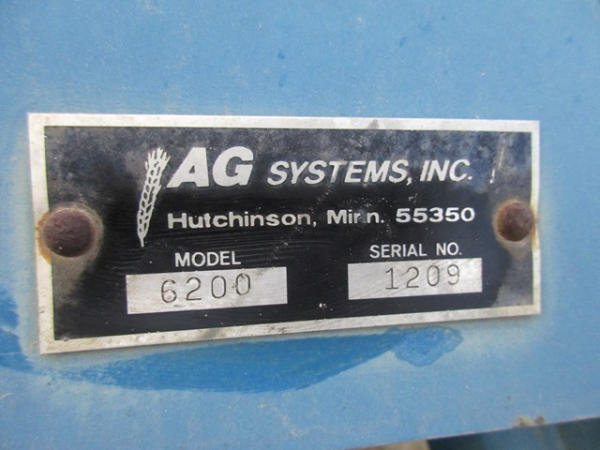 AG SYSTEMS, INC.
Hutchinson, Minn. 55350
MODEL
6200
SERIAL NO.
1209